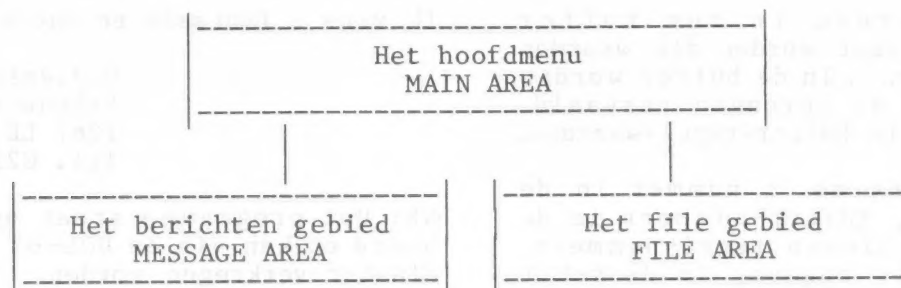 Het hoofdmenu
MAIN AREA
Het berichten gebied
MESSAGE AREA
Het file gebied
FILE AREA